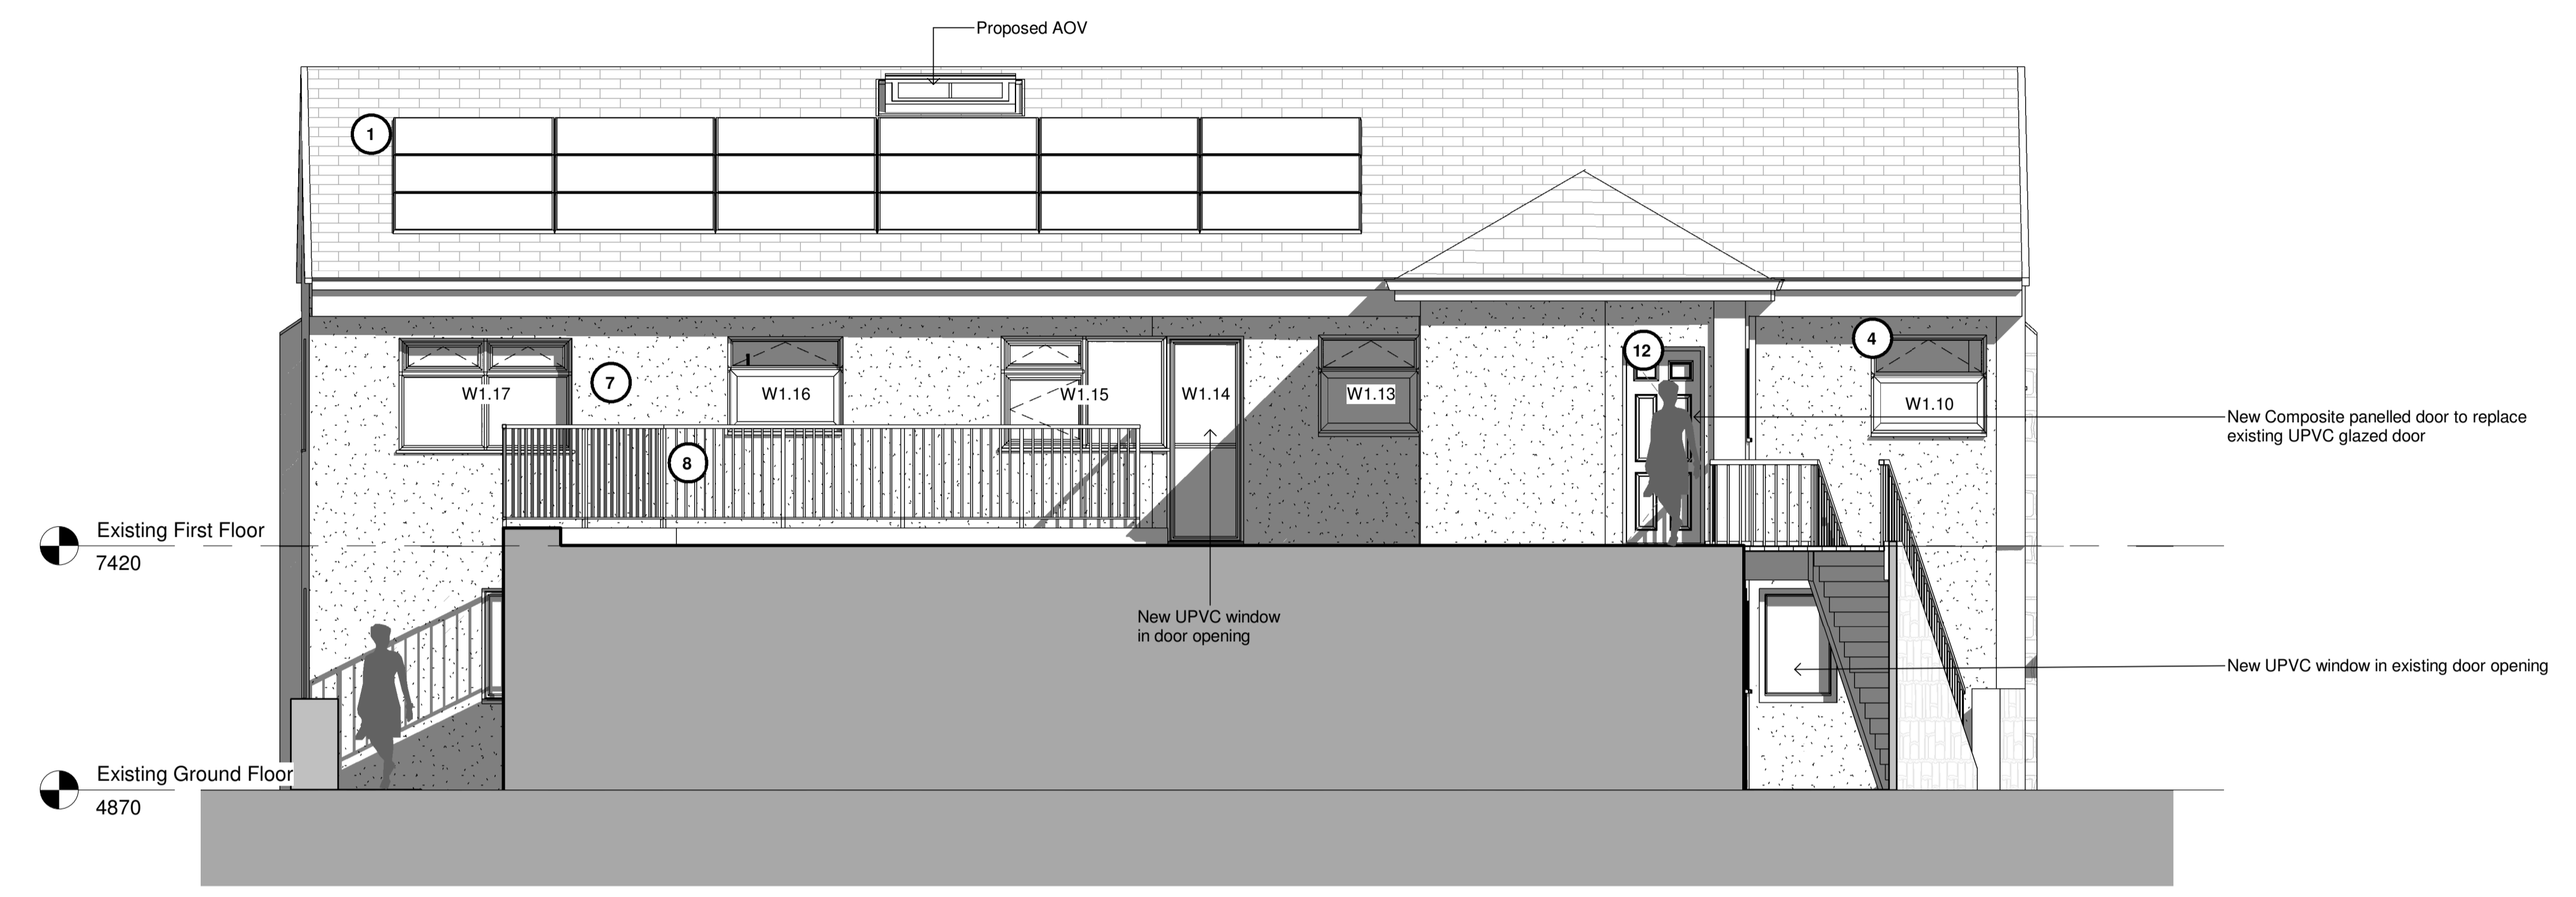 Proposed AOV
1
12
4
7
W1.17
W1.16
W1.15
W1.14
W1.13
W1.10
New Composite panelled door to replace
existing UPVC glazed door
8
Existing First Floor
7420
New UPVC window
in door opening
New UPVC window in existing door opening
Existing Ground Floor
4870